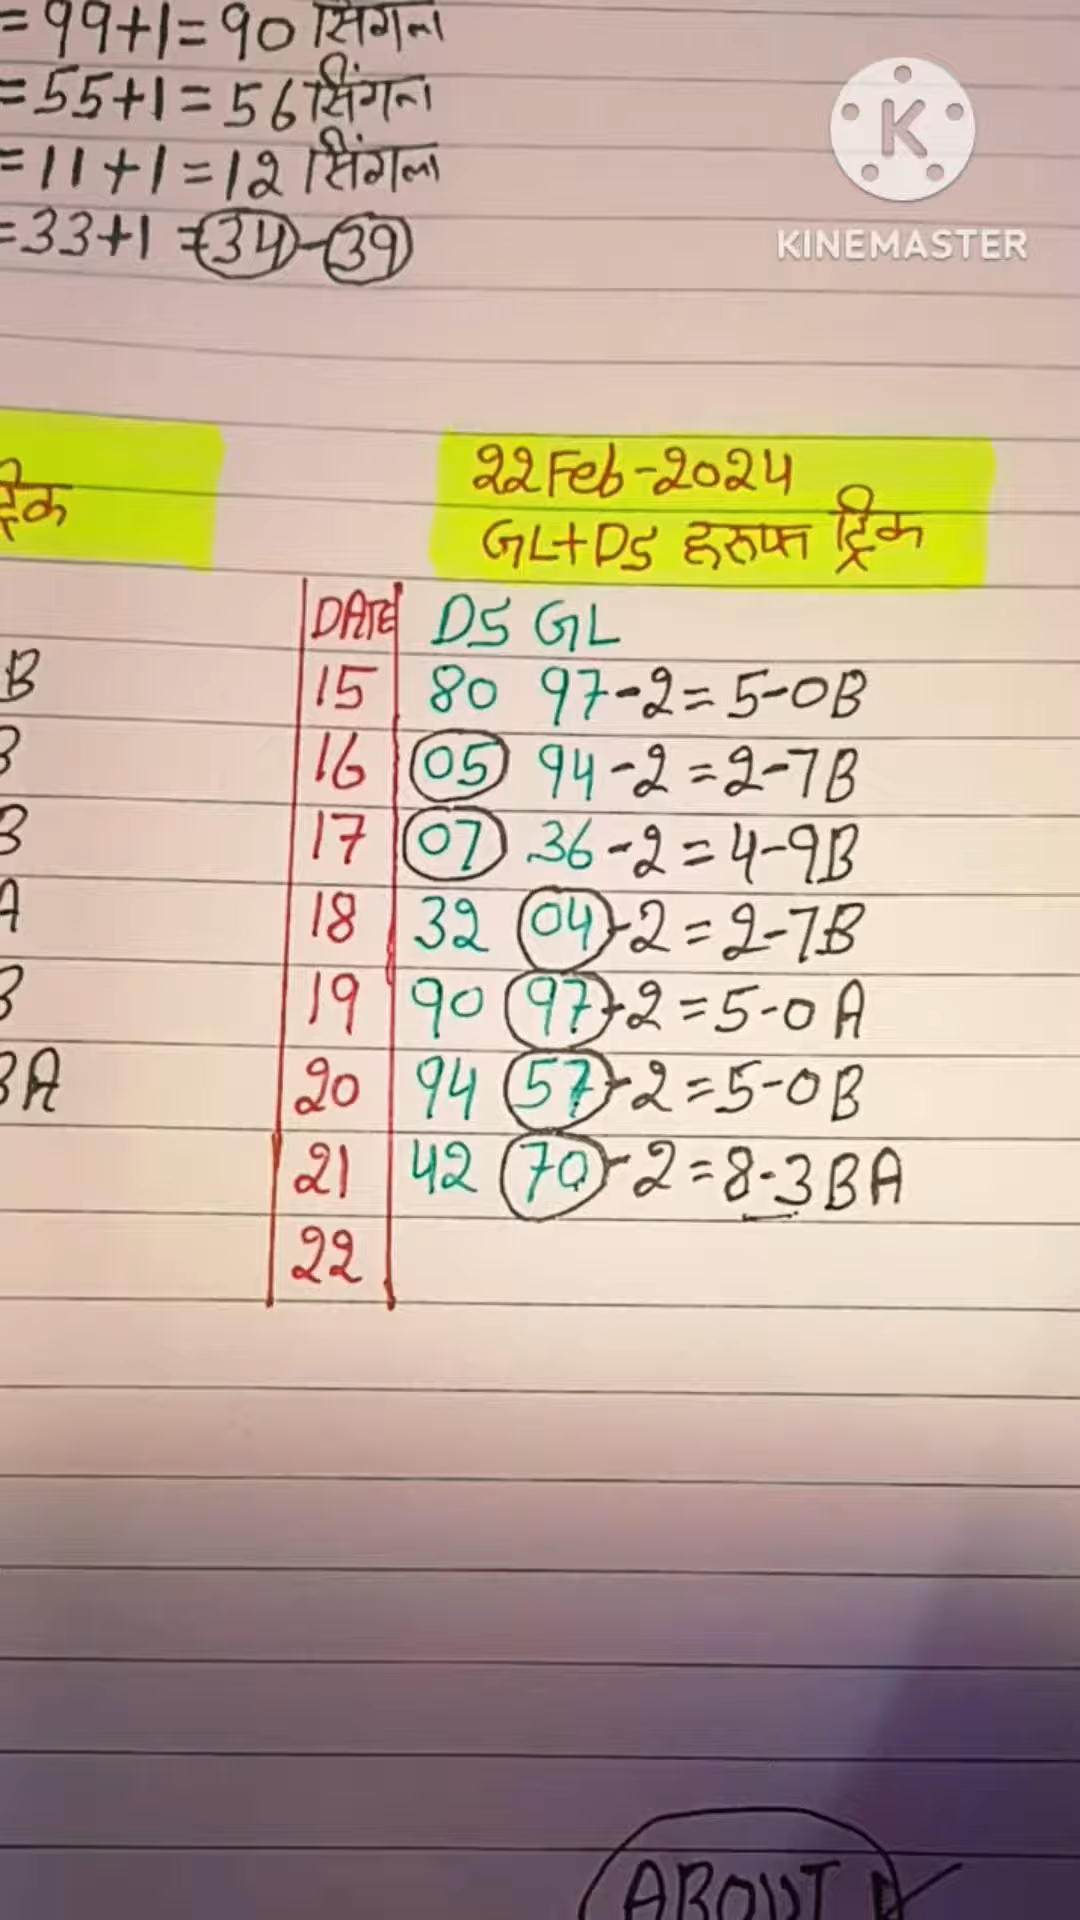 =99+1=90 सिंगल
=55+1=56 सिंगल
=11+1=12 सिंगल
=33+1=34-39
K
KINEMASTER
22Feb-2024
ट्रिक
GL+DS हरूफ ट्रिक
DATE DS GL
B 15 80 97-2=5-0B
B 16 05 94-2=2-7B
B 17 07 36-2=4-9B
A 18 32 04-2=2-7B
B 19 90 97-2=5-0A
BA 20 94 57-2=5-0B
21 42 70-2=8-3BA
22
ABOUT